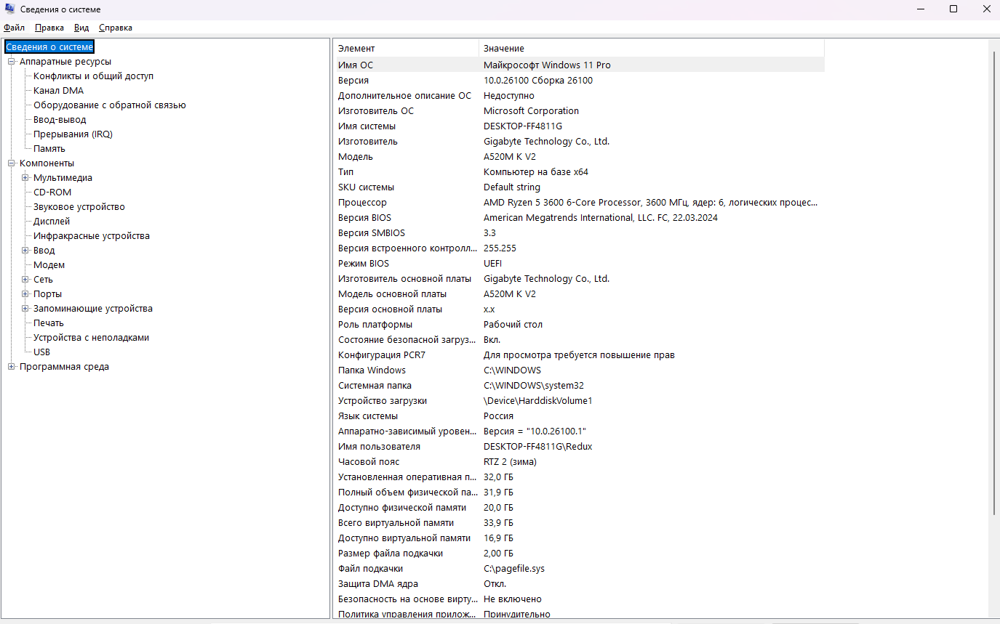 Сведения о системе
Файл Правка Вид Справка
Сведения о системе
Аппаратные ресурсы
Конфликты и общий доступ
Канал DMA
Оборудование с обратной связью
Ввод-вывод
Прерывания (IRQ)
Память
Компоненты
Мультимедиа
CD-ROM
Звуковое устройство
Дисплей
Инфракрасные устройства
Ввод
Модем
Сеть
Порты
Запоминающие устройства
Печать
Устройства с неполадками
USB
Программная среда
Элемент Значение
Имя ОС Майкрософт Windows 11 Pro
Версия 10.0.26100 Сборка 26100
Дополнительное описание ОС Недоступно
Изготовитель ОС Microsoft Corporation
Имя системы DESKTOP-FF4811G
Изготовитель Gigabyte Technology Co., Ltd.
Модель A520M K V2
Тип Компьютер на базе x64
SKU системы Default string
Процессор AMD Ryzen 5 3600 6-Core Processor, 3600 МГц, ядер: 6, логических процес...
Версия BIOS American Megatrends International, LLC. FC, 22.03.2024
Версия SMBIOS 3.3
Версия встроенного контролл... 255.255
Режим BIOS UEFI
Изготовитель основной платы Gigabyte Technology Co., Ltd.
Модель основной платы A520M K V2
Версия основной платы x.x
Роль платформы Рабочий стол
Состояние безопасной загруз... Вкл.
Конфигурация PCR7 Для просмотра требуется повышение прав
Папка Windows C:\WINDOWS
Системная папка C:\WINDOWS\system32
Устройство загрузки \Device\HarddiskVolume1
Язык системы Россия
Аппаратно-зависимый уровен... Версия = "10.0.26100.1"
Имя пользователя DESKTOP-FF4811G\Redux
Часовой пояс RTZ 2 (зима)
Установленная оперативная п... 32,0 ГБ
Полный объем физической па... 31,9 ГБ
Доступно физической памяти 20,0 ГБ
Всего виртуальной памяти 33,9 ГБ
Доступно виртуальной памяти 16,9 ГБ
Размер файла подкачки 2,00 ГБ
Файл подкачки C:\pagefile.sys
Защита DMA ядра Откл.
Безопасность на основе вирту... Не включено
Политика управления прилож... Принудительно